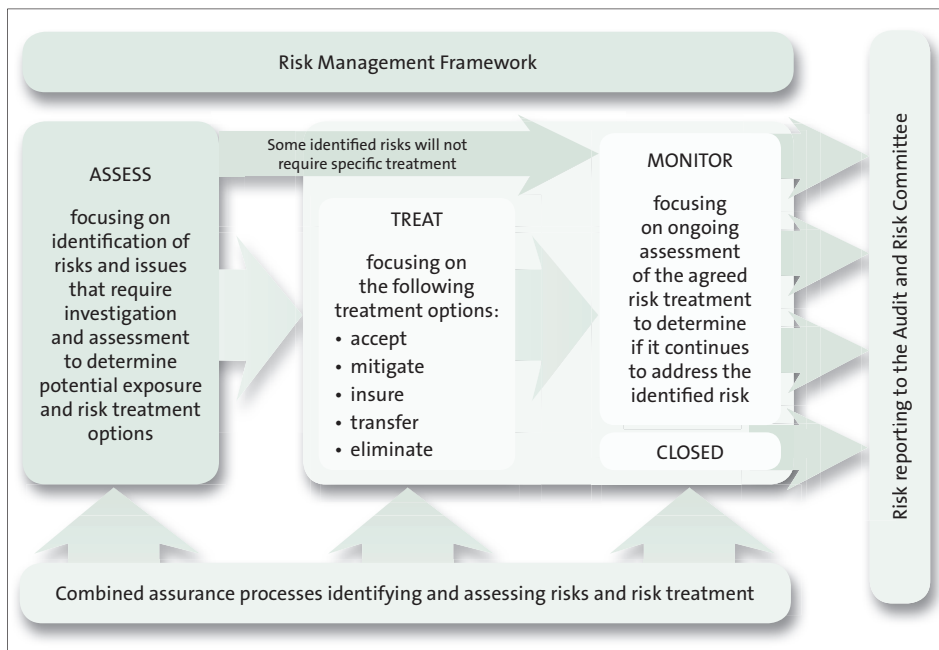 Risk Management Framework
Some identified risks will not
require specific treatment
ASSESS
focusing on
identification of
risks and issues
that require
investigation
and assessment
to determine
potential exposure
and risk treatment
options
TREAT
focusing on
the following
treatment options:
• accept
• mitigate
• insure
• transfer
• eliminate
MONITOR
focusing
on ongoing
assessment
of the agreed
risk treatment
to determine
if it continues
to address the
identified risk
CLOSED
Risk reporting to the Audit and Risk Committee
Combined assurance processes identifying and assessing risks and risk treatment